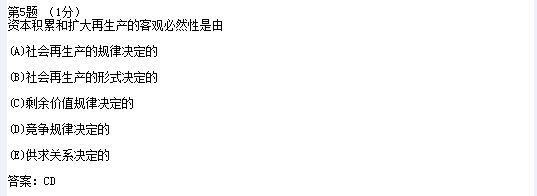 第5题 （1分）
资本积累和扩大再生产的客观必然性是由
(A)社会再生产的规律决定的
(B)社会再生产的形式决定的
(C)剩余价值规律决定的
(D)竞争规律决定的
(E)供求关系决定的
答案：CD